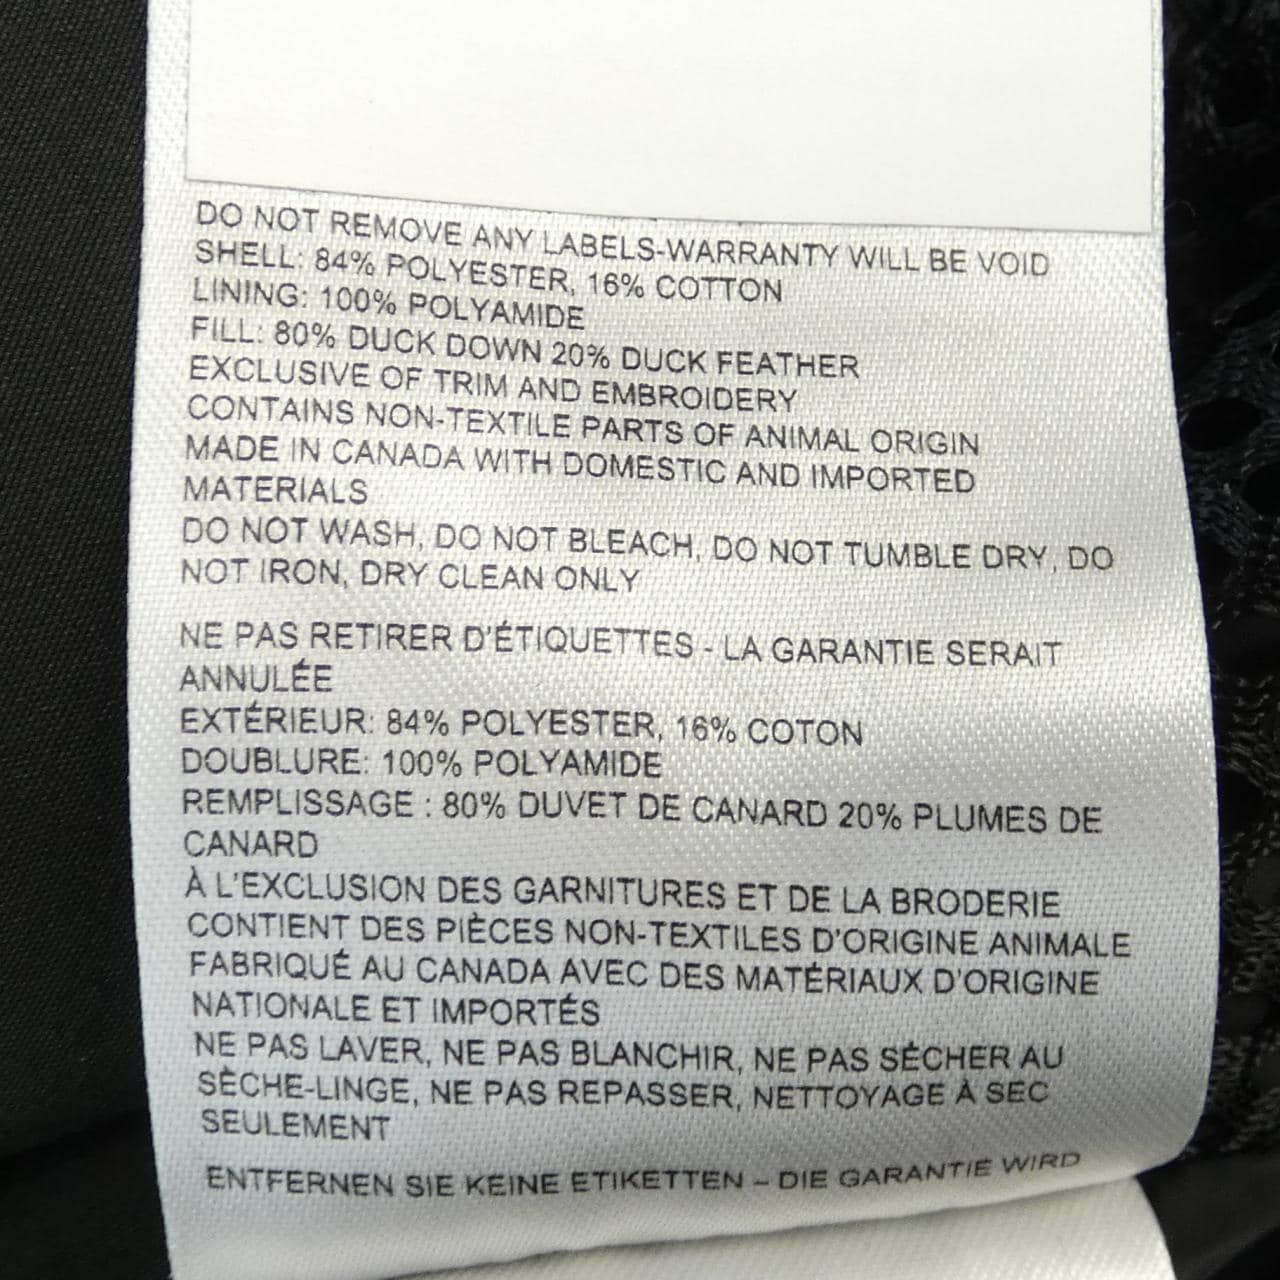 DO NOT REMOVE ANY LABELS-WARRANTY WILL BE VOID
SHELL: 84% POLYESTER, 16% COTTON
LINING: 100% POLYAMIDE
FILL: 80% DUCK DOWN 20% DUCK FEATHER
EXCLUSIVE OF TRIM AND EMBROIDERY
CONTAINS NON-TEXTILE PARTS OF ANIMAL ORIGIN
MADE IN CANADA WITH DOMESTIC AND IMPORTED
MATERIALS
DO NOT WASH, DO NOT BLEACH, DO NOT TUMBLE DRY, DO
NOT IRON, DRY CLEAN ONLY
NE PAS RETIRER D'ÉTIQUETTES - LA GARANTIE SERAIT
ANNULÉE
EXTÉRIEUR: 84% POLYESTER, 16% COTON
DOUBLURE: 100% POLYAMIDE
REMPLISSAGE : 80% DUVET DE CANARD 20% PLUMES DE
CANARD
À L'EXCLUSION DES GARNITURES ET DE LA BRODERIE
CONTIENT DES PIÈCES NON-TEXTILES D'ORIGINE ANIMALE
FABRIQUÉ AU CANADA AVEC DES MATÉRIAUX D'ORIGINE
NATIONALE ET IMPORTÉS
NE PAS LAVER, NE PAS BLANCHIR, NE PAS SÉCHER AU
SÈCHE-LINGE, NE PAS REPASSER, NETTOYAGE À SEC
SEULEMENT
ENTFERNEN SIE KEINE ETIKETTEN – DIE GARANTIE WIRD